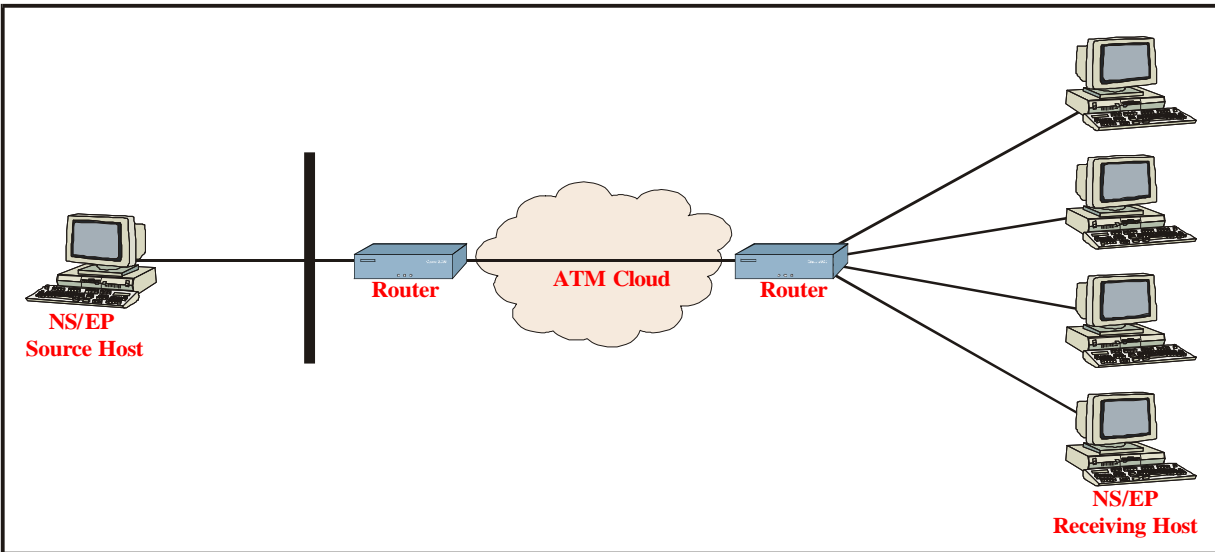 Router
ATM Cloud
Router
NS/EP
Source Host
NS/EP
Receiving Host